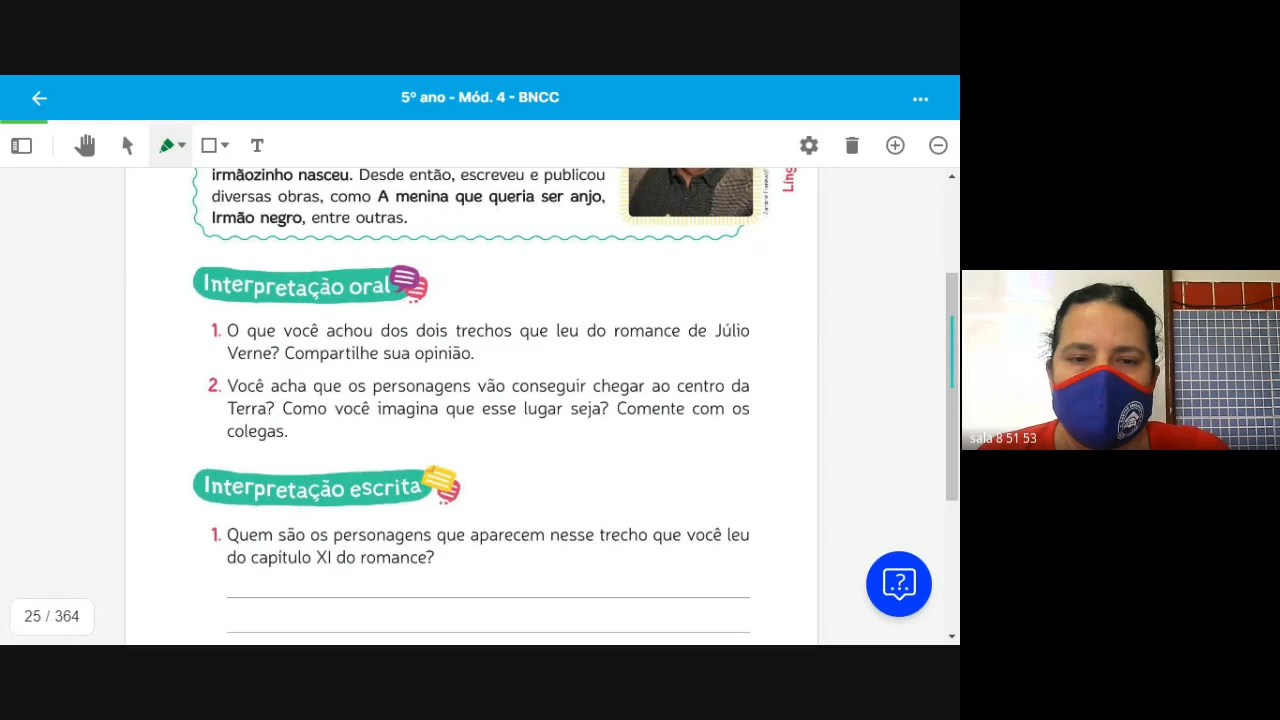 5º ano - Mód. 4 - BNCC
irmãozinho nasceu. Desde então, escreveu e publicou
diversas obras, como A menina que queria ser anjo,
Irmão negro, entre outras.
Líng
Interpretação oral
1. O que você achou dos dois trechos que leu do romance de Júlio
Verne? Compartilhe sua opinião.
2. Você acha que os personagens vão conseguir chegar ao centro da
Terra? Como você imagina que esse lugar seja? Comente com os
colegas.
Interpretação escrita
1. Quem são os personagens que aparecem nesse trecho que você leu
do capítulo XI do romance?
25 / 364
sala 8 51 53